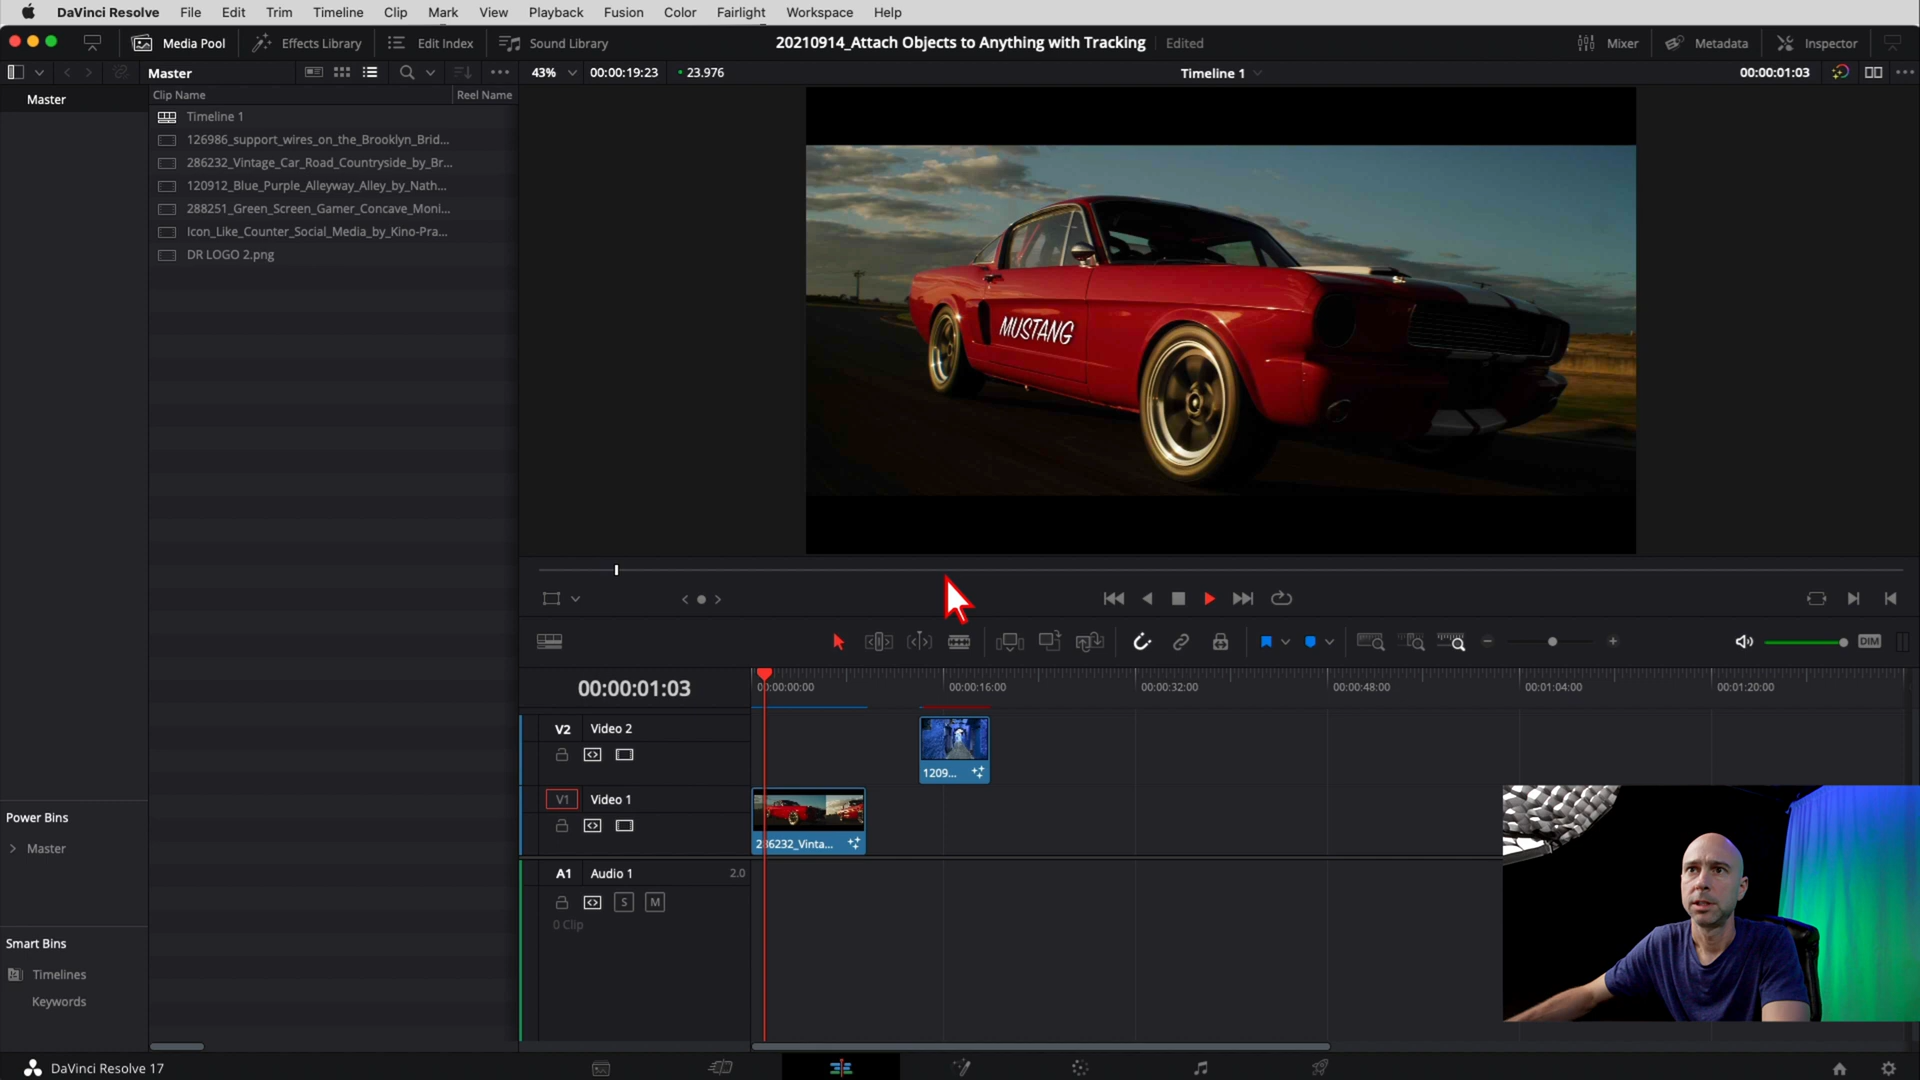 DaVinci Resolve File Edit Trim Timeline Clip Mark View Playback Fusion Color Fairlight Workspace Help
Media Pool Effects Library Edit Index Sound Library 20210914_Attach Objects to Anything with Tracking Edited Mixer Metadata Inspector
Master 43% 00:00:19:23 23.976 Timeline 1 00:00:01:03
Master
Clip Name Reel Name
Timeline 1
126986_support_wires_on_the_Brooklyn_Brid...
286232_Vintage_Car_Road_Countryside_by_Br...
120912_Blue_Purple_Alleyway_Alley_by_Nath...
288251_Green_Screen_Gamer_Concave_Moni...
Icon_Like_Counter_Social_Media_by_Kino-Pra...
DR LOGO 2.png
MUSTANG
DIM
00:00:01:03 00:00:00:00 00:00:16:00 00:00:32:00 00:00:48:00 00:01:04:00 00:01:20:00
V2 Video 2
1209...
V1 Video 1
286232_Vinta...
A1 Audio 1 2.0
S M
0 Clip
Power Bins
Master
Smart Bins
Timelines
Keywords
DaVinci Resolve 17